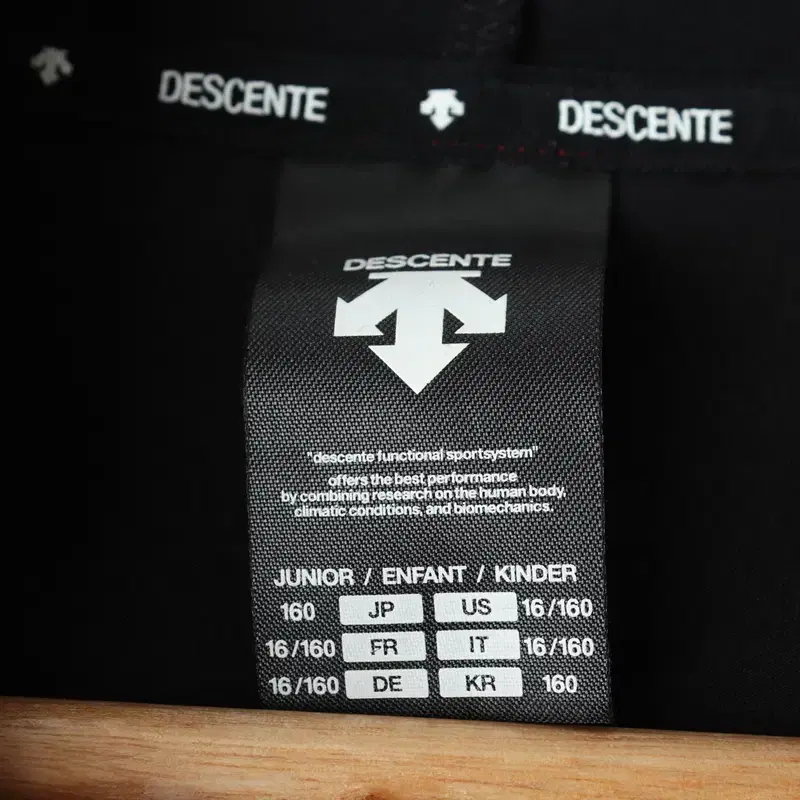 DESCENTE DESCENTE
DESCENTE
"descente functional sportsystem"
offers the best performance
by combining research on the human body,
climatic conditions, and biomechanics.
JUNIOR / ENFANT / KINDER
160 JP US 16/160
16/160 FR IT 16/160
16/160 DE KR 160